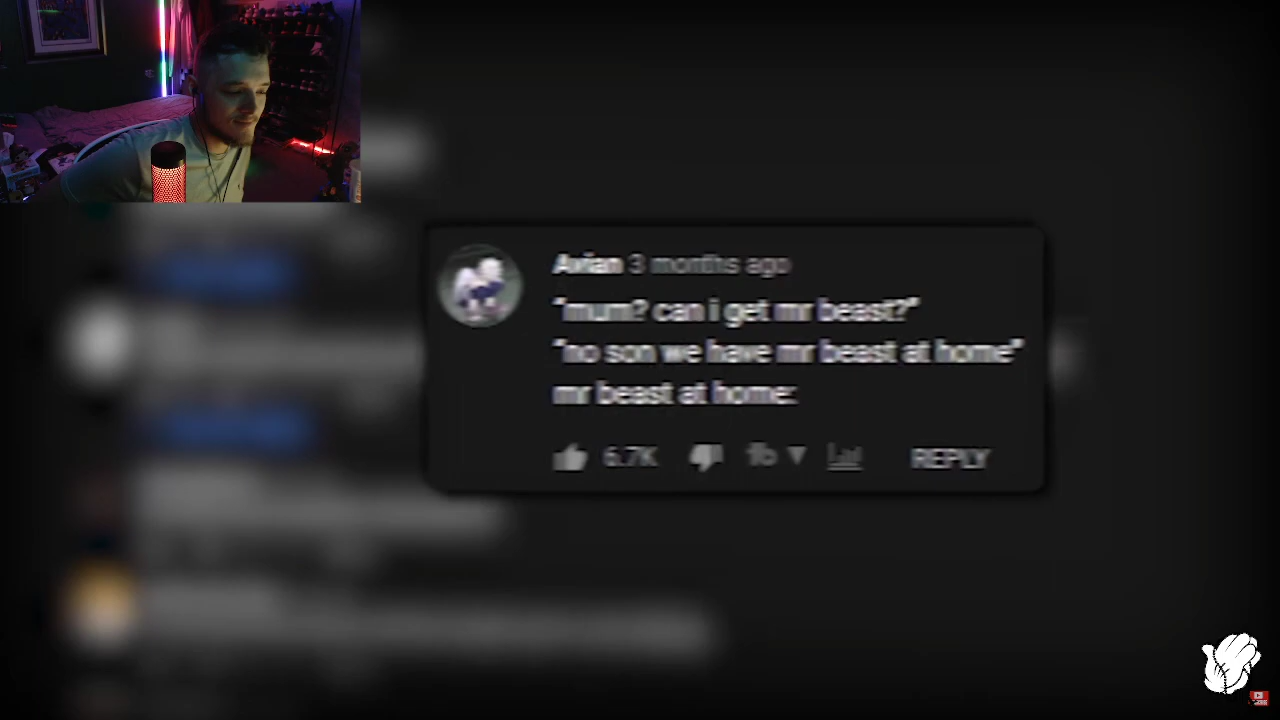 Avian 3 months ago
"mum? can i get mr beast?"
"no son we have mr beast at home"
mr beast at home:
6.7K REPLY